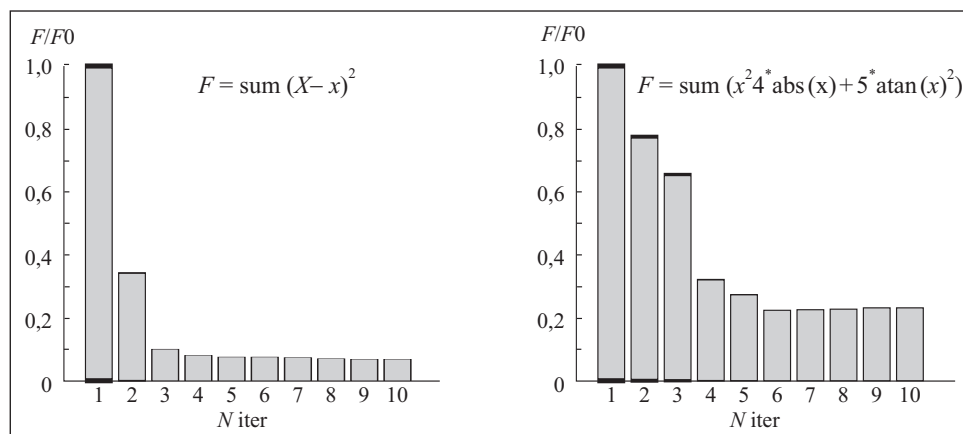 F/F0
1,0
0,8
0,6
0,4
0,2
0
F = sum (X– x)²
1 2 3 4 5 6 7 8 9 10
N iter
F/F0
1,0
0,8
0,6
0,4
0,2
0
F = sum (x²4*abs(x)+5*atan(x)²)
1 2 3 4 5 6 7 8 9 10
N iter